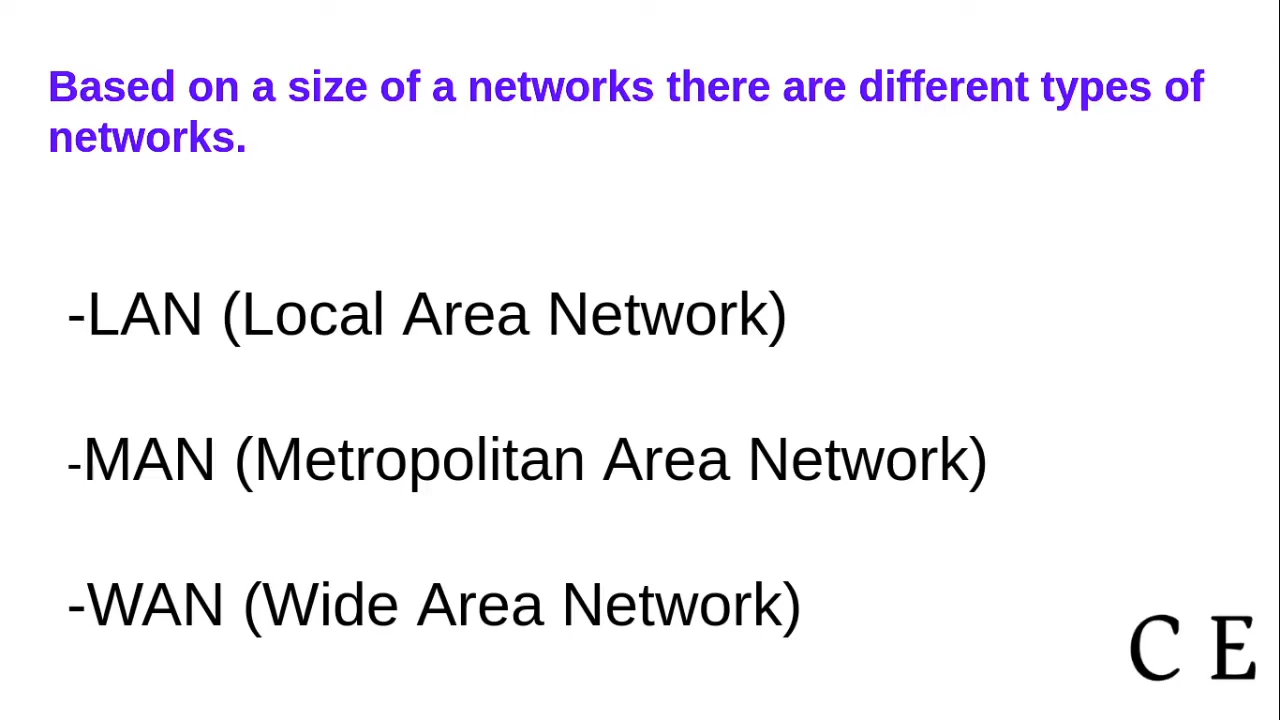 Based on a size of a networks there are different types of
networks.
-LAN (Local Area Network)
-MAN (Metropolitan Area Network)
-WAN (Wide Area Network)
C E